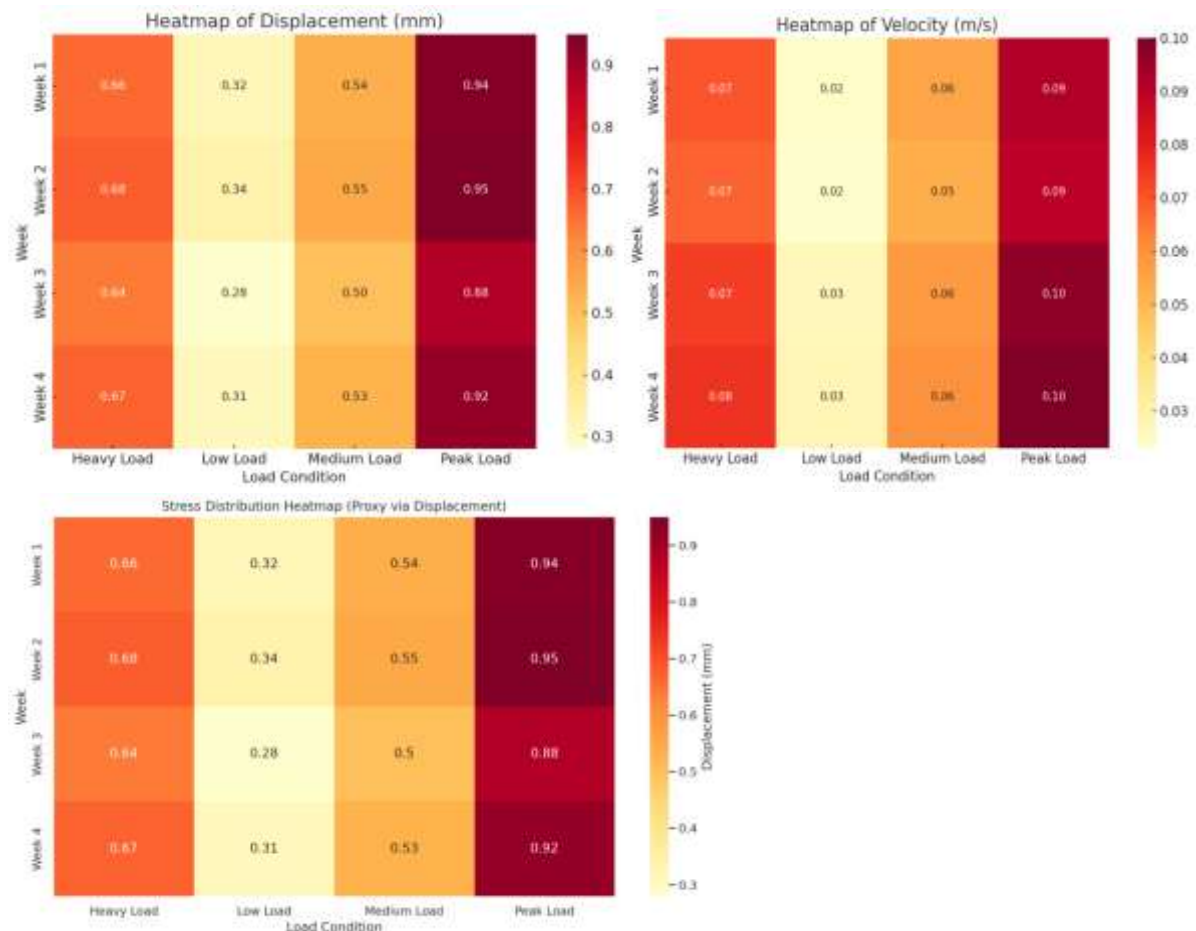 Heatmap of Displacement (mm)
Week
Week 1
0.66 0.32 0.54 0.94
Week 2
0.68 0.34 0.55 0.95
Week 3
0.64 0.28 0.50 0.88
Week 4
0.67 0.31 0.53 0.92
Heavy Load Low Load Medium Load Peak Load
Load Condition
0.9
0.8
0.7
0.6
0.5
0.4
0.3
Heatmap of Velocity (m/s)
Week
Week 1
0.07 0.02 0.06 0.09
Week 2
0.07 0.02 0.05 0.09
Week 3
0.07 0.03 0.06 0.10
Week 4
0.08 0.03 0.06 0.10
Heavy Load Low Load Medium Load Peak Load
Load Condition
0.10
0.09
0.08
0.07
0.06
0.05
0.04
0.03
Stress Distribution Heatmap (Proxy via Displacement)
Week
Week 1
0.66 0.32 0.54 0.94
Week 2
0.68 0.34 0.55 0.95
Week 3
0.64 0.28 0.5 0.88
Week 4
0.67 0.31 0.53 0.92
Heavy Load Low Load Medium Load Peak Load
Load Condition
0.9
0.8
0.7
0.6
0.5
0.4
0.3
Displacement (mm)